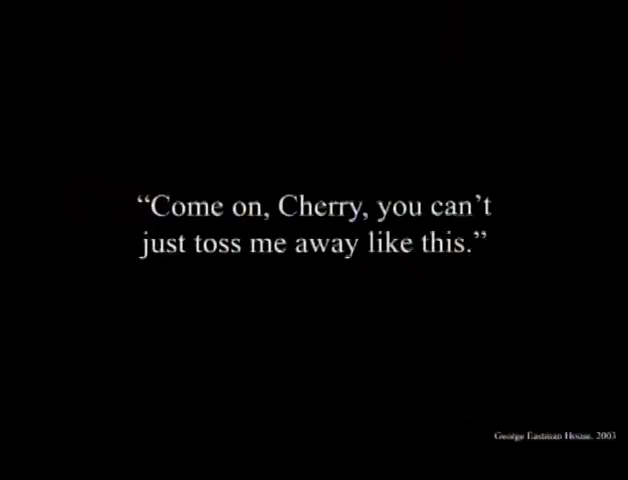 “Come on, Cherry, you can’t
just toss me away like this.”
George Eastman House, 2003